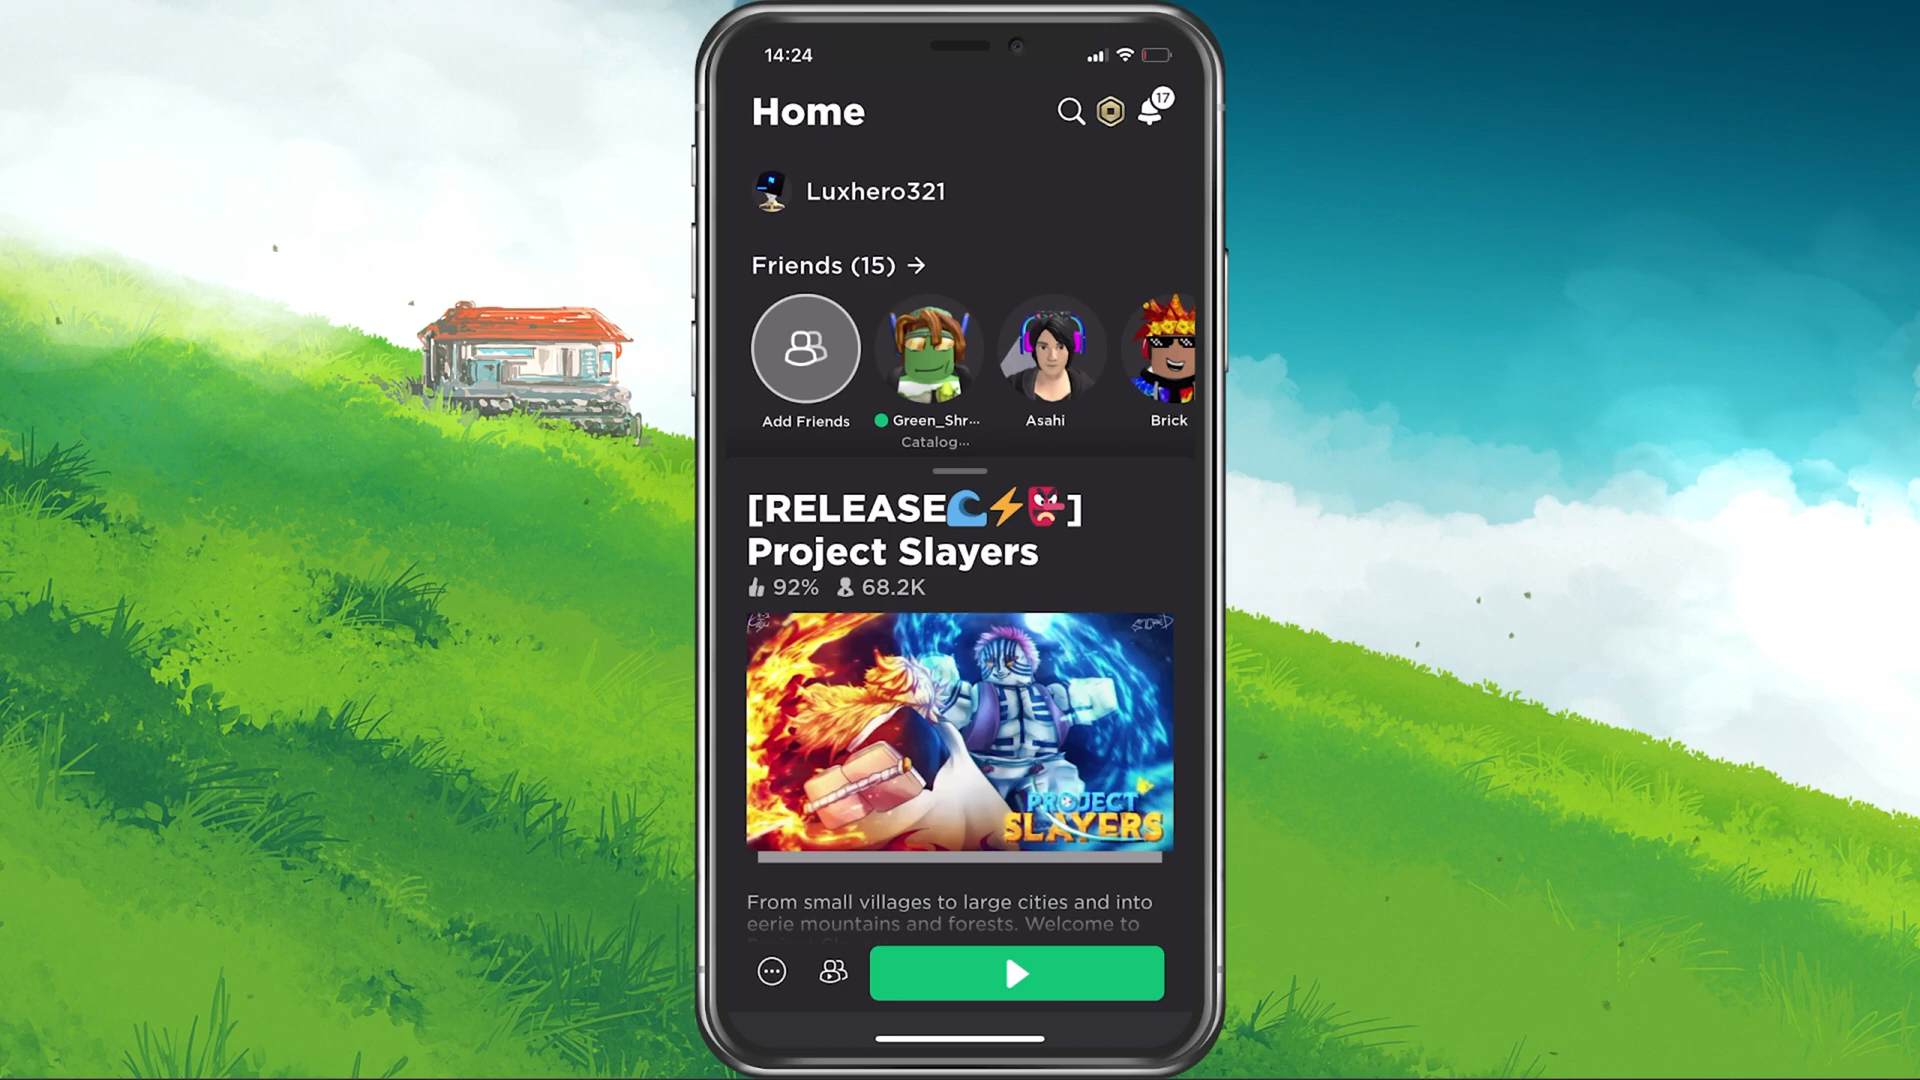 14:24
Home
17
Luxhero321
Friends (15) →
Add Friends
Green_Shr...
Catalog...
Asahi
Brick
[RELEASE🌊⚡👺]
Project Slayers
92% 68.2K
PROJECT
SLAYERS
From small villages to large cities and into
eerie mountains and forests. Welcome to